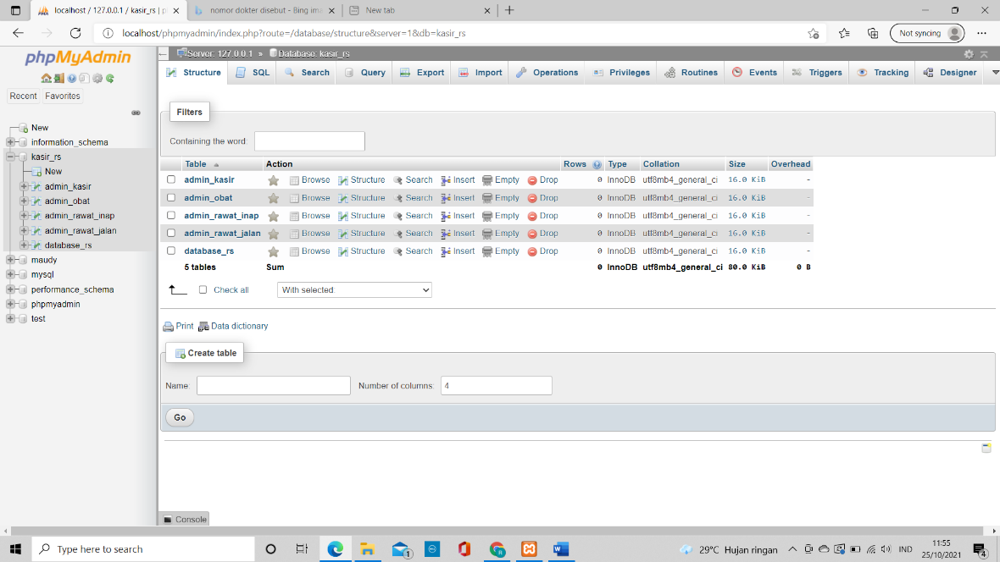 localhost / 127.0.0.1 / kasir_rs | p
nomor dokter disebut - Bing ima
New tab
localhost/phpmyadmin/index.php?route=/database/structure&server=1&db=kasir_rs
Not syncing
phpMyAdmin
Server: 127.0.0.1 » Database: kasir_rs
Structure SQL Search Query Export Import Operations Privileges Routines Events Triggers Tracking Designer
Recent Favorites
New
information_schema
kasir_rs
New
admin_kasir
admin_obat
admin_rawat_inap
admin_rawat_jalan
database_rs
maudy
mysql
performance_schema
phpmyadmin
test
Filters
Containing the word:
Table Action Rows Type Collation Size Overhead
admin_kasir Browse Structure Search Insert Empty Drop 0 InnoDB utf8mb4_general_ci 16.0 KiB -
admin_obat Browse Structure Search Insert Empty Drop 0 InnoDB utf8mb4_general_ci 16.0 KiB -
admin_rawat_inap Browse Structure Search Insert Empty Drop 0 InnoDB utf8mb4_general_ci 16.0 KiB -
admin_rawat_jalan Browse Structure Search Insert Empty Drop 0 InnoDB utf8mb4_general_ci 16.0 KiB -
database_rs Browse Structure Search Insert Empty Drop 0 InnoDB utf8mb4_general_ci 16.0 KiB -
5 tables Sum 0 InnoDB utf8mb4_general_ci 80.0 KiB 0 B
Check all With selected:
Print Data dictionary
Create table
Name: Number of columns: 4
Go
Console
Type here to search
1
29°C Hujan ringan
IND
11:55
25/10/2021
4